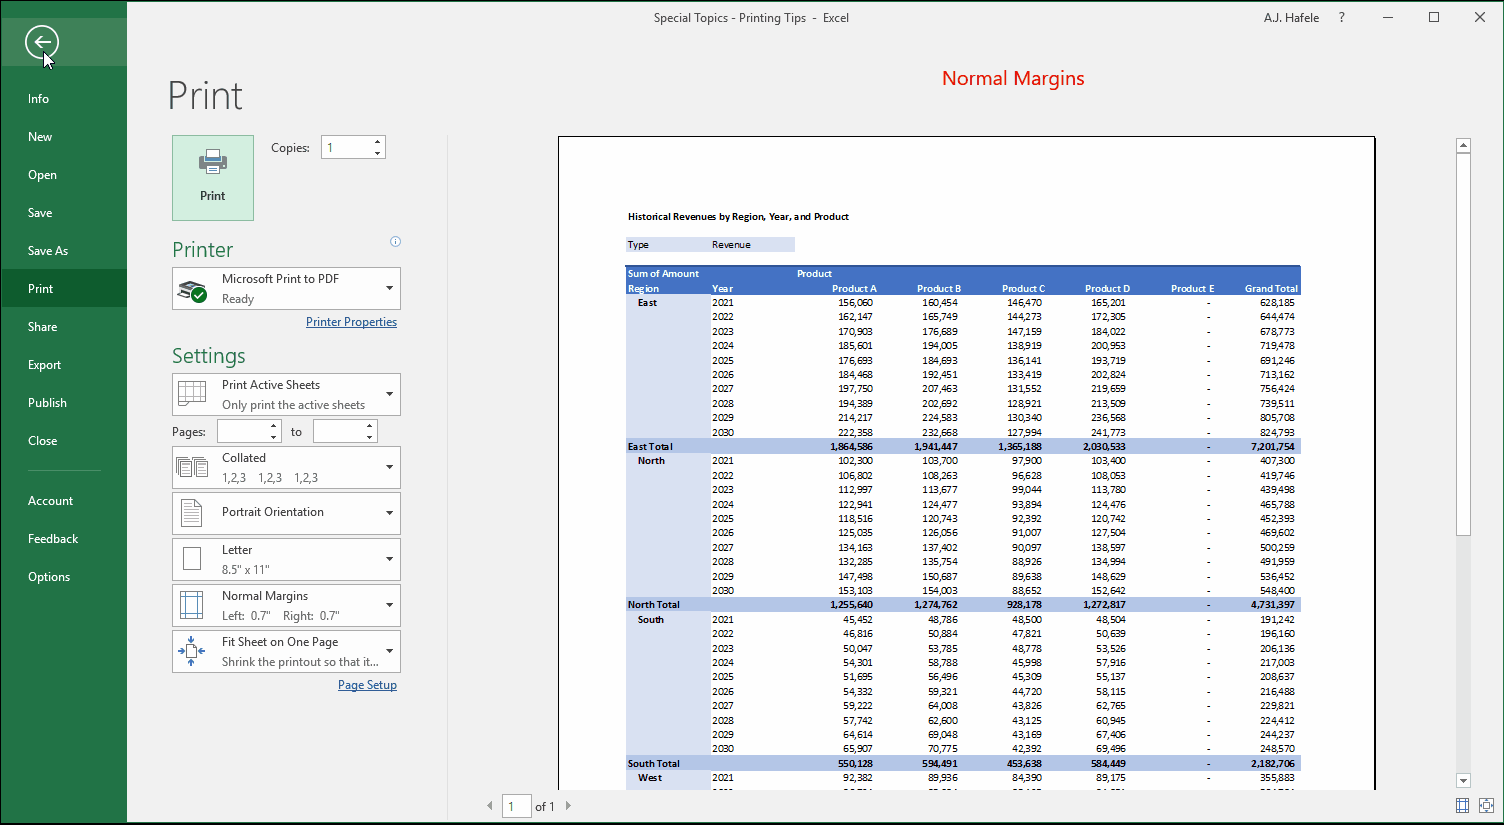 Special Topics - Printing Tips  -  Excel
A.J. Hafele
?
Info
New
Open
Save
Save As
Print
Share
Export
Publish
Close
Account
Feedback
Options
Print
Print
Copies: 1
Printer
Microsoft Print to PDF
Ready
Printer Properties
Settings
Print Active Sheets
Only print the active sheets
Pages: to
Collated
1,2,3 1,2,3 1,2,3
Portrait Orientation
Letter
8.5" x 11"
Normal Margins
Left: 0.7" Right: 0.7"
Fit Sheet on One Page
Shrink the printout so that it...
Page Setup
Normal Margins
Historical Revenues by Region, Year, and Product
Type Revenue
Sum of Amount Product
Region Year Product A Product B Product C Product D Product E Grand Total
East 2021 156,060 160,454 146,470 165,201 - 628,185
2022 162,147 165,749 144,273 172,305 - 644,474
2023 170,903 176,689 147,159 184,022 - 678,773
2024 185,601 194,005 138,919 200,953 - 719,478
2025 176,693 184,693 136,141 193,719 - 691,246
2026 184,468 192,451 133,419 202,824 - 713,162
2027 197,750 207,463 131,552 219,659 - 756,424
2028 194,389 202,692 128,921 213,509 - 739,511
2029 214,217 224,583 130,340 236,568 - 805,708
2030 222,358 232,668 127,994 241,773 - 824,793
East Total 1,864,586 1,941,447 1,365,188 2,030,533 - 7,201,754
North 2021 102,300 103,700 97,900 103,400 - 407,300
2022 106,802 108,263 96,628 108,053 - 419,746
2023 112,997 113,677 99,044 113,780 - 439,498
2024 122,941 124,477 93,894 124,476 - 465,788
2025 118,516 120,743 92,392 120,742 - 452,393
2026 125,035 126,056 91,007 127,504 - 469,602
2027 134,163 137,402 90,097 138,597 - 500,259
2028 132,285 135,754 88,926 134,994 - 491,959
2029 147,498 150,687 89,638 148,629 - 536,452
2030 153,103 154,003 88,652 152,642 - 548,400
North Total 1,255,640 1,274,762 928,178 1,272,817 - 4,731,397
South 2021 45,452 48,786 48,500 48,504 - 191,242
2022 46,816 50,884 47,821 50,639 - 196,160
2023 50,047 53,785 48,778 53,526 - 206,136
2024 54,301 58,788 45,998 57,916 - 217,003
2025 51,695 56,496 45,309 55,137 - 208,637
2026 54,332 59,321 44,720 58,115 - 216,488
2027 59,222 64,008 43,826 62,765 - 229,821
2028 57,742 62,600 43,125 60,945 - 224,412
2029 64,614 69,048 43,169 67,406 - 244,237
2030 65,907 70,775 42,392 69,496 - 248,570
South Total 550,128 594,491 453,638 584,449 - 2,182,706
West 2021 92,382 89,936 84,390 89,175 - 355,883
1 of 1